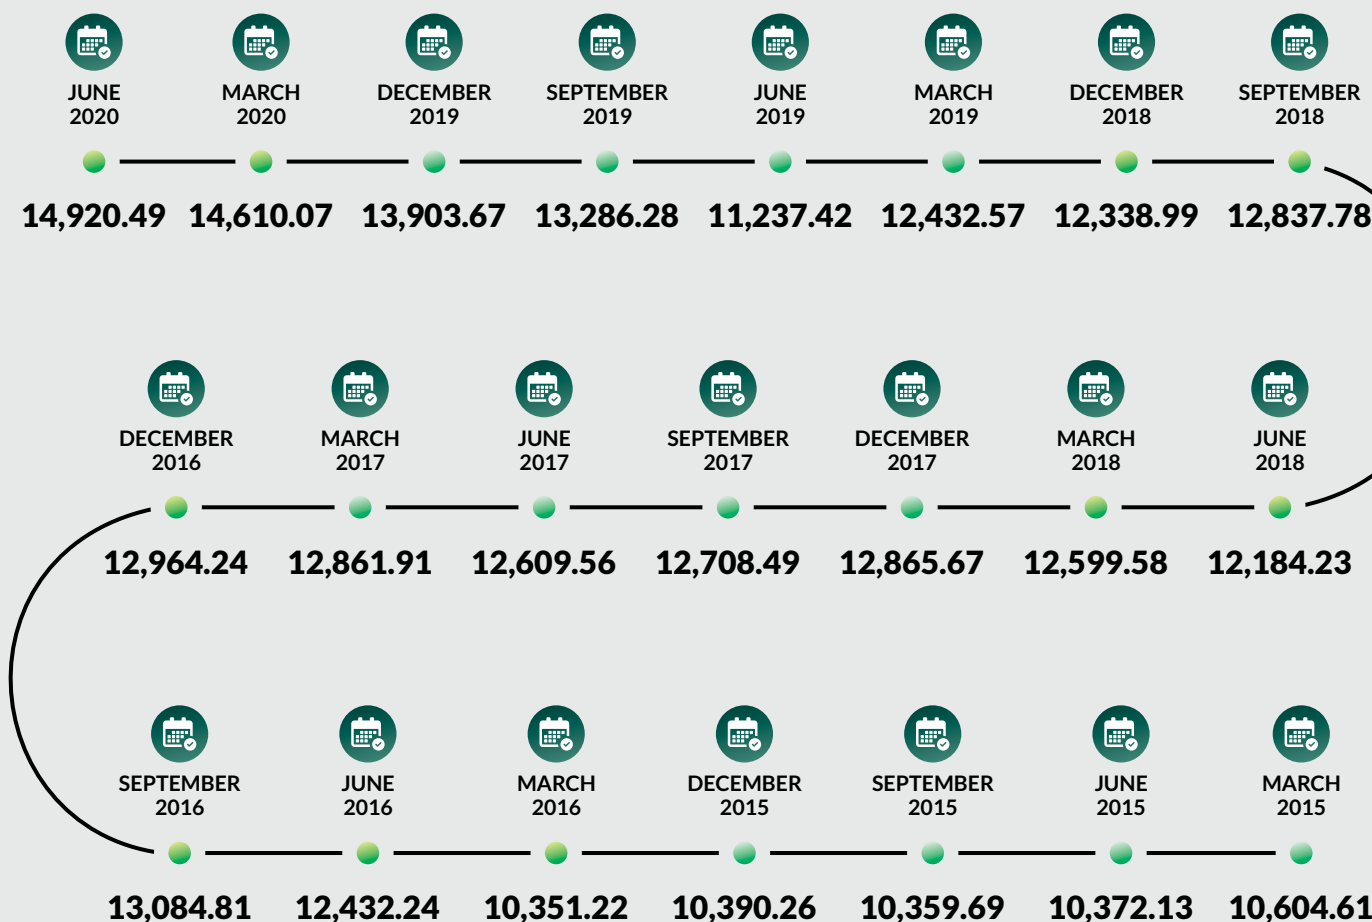 JUNE
2020
MARCH
2020
DECEMBER
2019
SEPTEMBER
2019
JUNE
2019
MARCH
2019
DECEMBER
2018
SEPTEMBER
2018
14,920.49
14,610.07
13,903.67
13,286.28
11,237.42
12,432.57
12,338.99
12,837.78
DECEMBER
2016
MARCH
2017
JUNE
2017
SEPTEMBER
2017
DECEMBER
2017
MARCH
2018
JUNE
2018
12,964.24
12,861.91
12,609.56
12,708.49
12,865.67
12,599.58
12,184.23
SEPTEMBER
2016
JUNE
2016
MARCH
2016
DECEMBER
2015
SEPTEMBER
2015
JUNE
2015
MARCH
2015
13,084.81
12,432.24
10,351.22
10,390.26
10,359.69
10,372.13
10,604.61